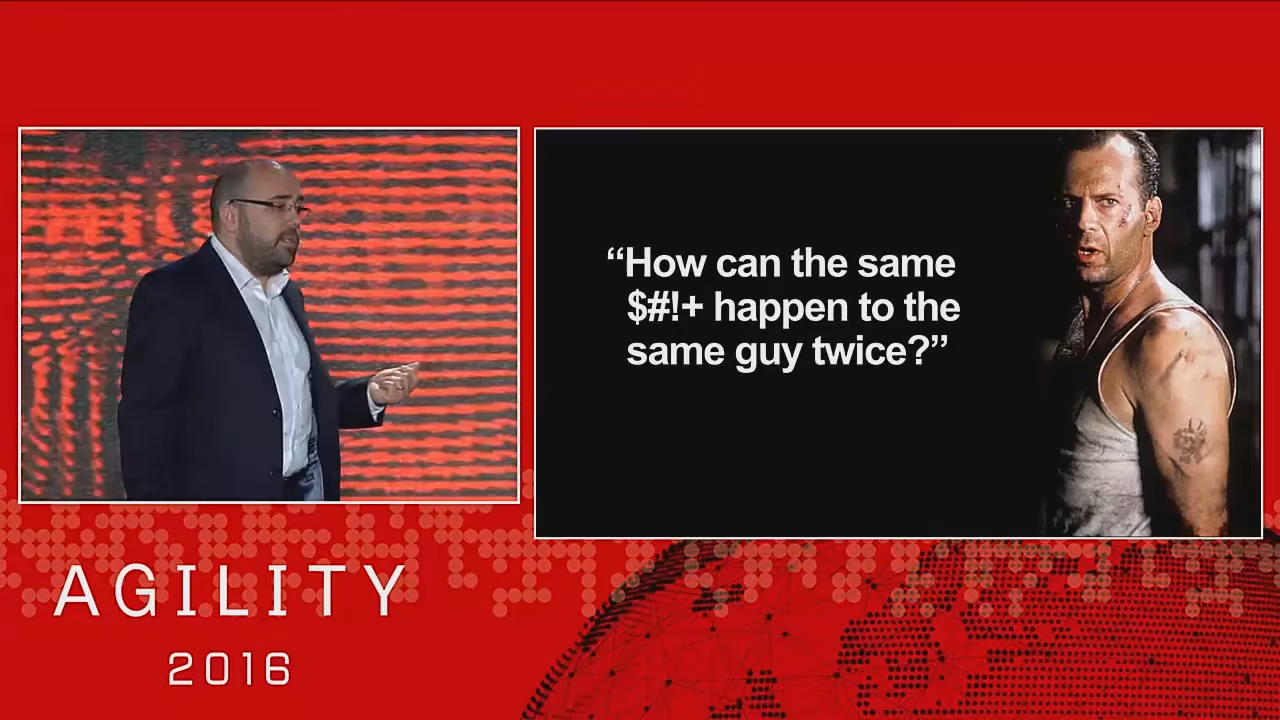 “How can the same
$#!+ happen to the
same guy twice?”
AGILITY
2016